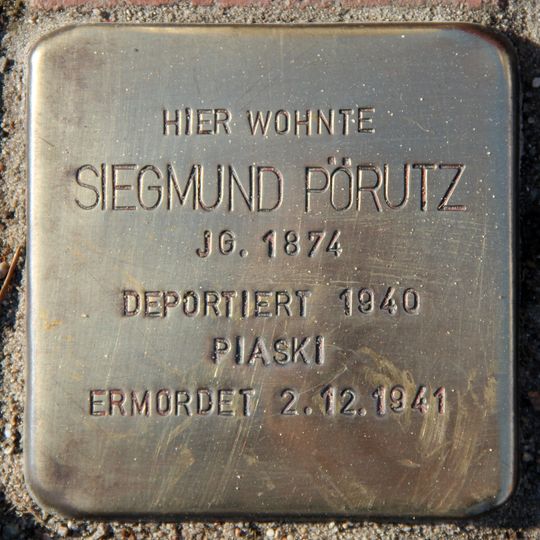 HIER WOHNTE
SIEGMUND PÖRUTZ
JG. 1874
DEPORTIERT 1940
PIASKI
ERMORDET 2.12.1941